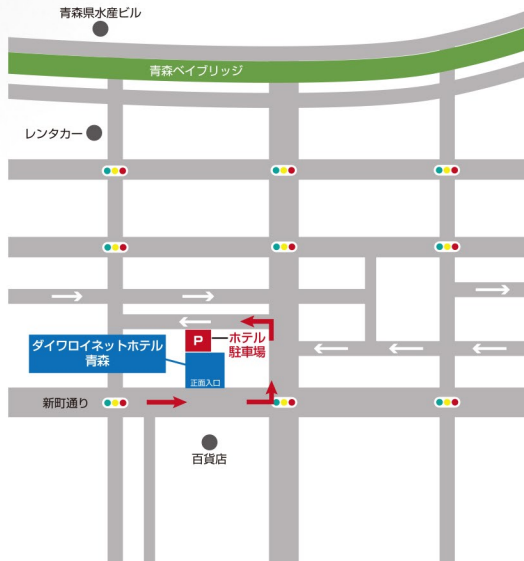 青森県水産ビル
青森ベイブリッジ
レンタカー
P
ホテル
駐車場
ダイワロイネットホテル
青森
正面入口
新町通り
百貨店